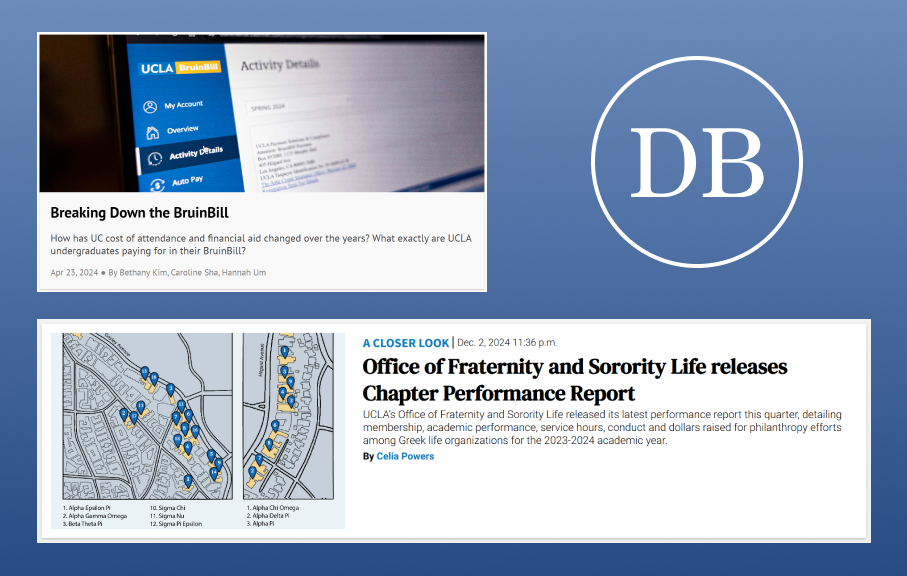 UCLA BruinBill
Activity Details
My Account
SPRING 2024
Overview
Activity Details
Auto Pay
Breaking Down the BruinBill
How has UC cost of attendance and financial aid changed over the years? What exactly are UCLA
undergraduates paying for in their BruinBill?
Apr 23, 2024 ● By Bethany Kim, Caroline Sha, Hannah Um
DB
Hilgard Avenue
A CLOSER LOOK | Dec. 2, 2024 11:36 p.m.
Office of Fraternity and Sorority Life releases
Chapter Performance Report
UCLA's Office of Fraternity and Sorority Life released its latest performance report this quarter, detailing
membership, academic performance, service hours, conduct and dollars raised for philanthropy efforts
among Greek life organizations for the 2023-2024 academic year.
By Celia Powers
1. Alpha Epsilon Pi
2. Alpha Gamma Omega
3. Beta Theta Pi
10. Sigma Chi
11. Sigma Nu
12. Sigma Pi Epsilon
1. Alpha Chi Omega
2. Alpha Delta Pi
3. Alpha Pi